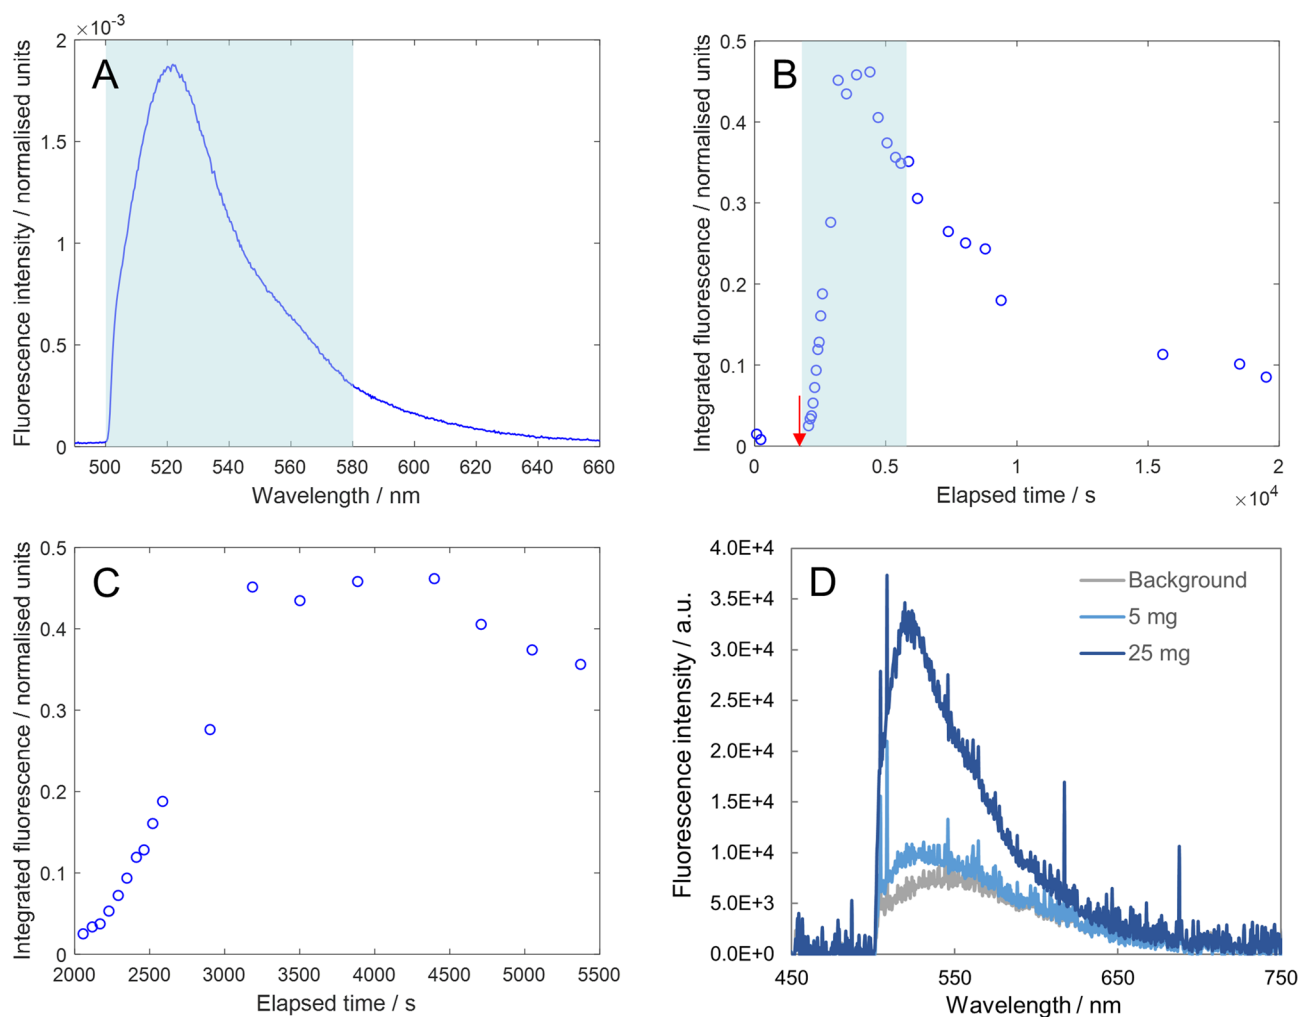 ×10⁻³
A
2
1.5
1
0.5
0
Fluorescence intensity / normalised units
500 520 540 560 580 600 620 640 660
Wavelength / nm
B
0.5
0.4
0.3
0.2
0.1
0
Integrated fluorescence / normalised units
0 0.5 1 1.5 2
Elapsed time / s
×10⁴
C
0.5
0.4
0.3
0.2
0.1
0
Integrated fluorescence / normalised units
2000 2500 3000 3500 4000 4500 5000 5500
Elapsed time / s
D
4.0E+4
3.5E+4
3.0E+4
2.5E+4
2.0E+4
1.5E+4
1.0E+4
5.0E+3
0.0E+0
Fluorescence intensity / a.u.
Background
5 mg
25 mg
450 550 650 750
Wavelength / nm